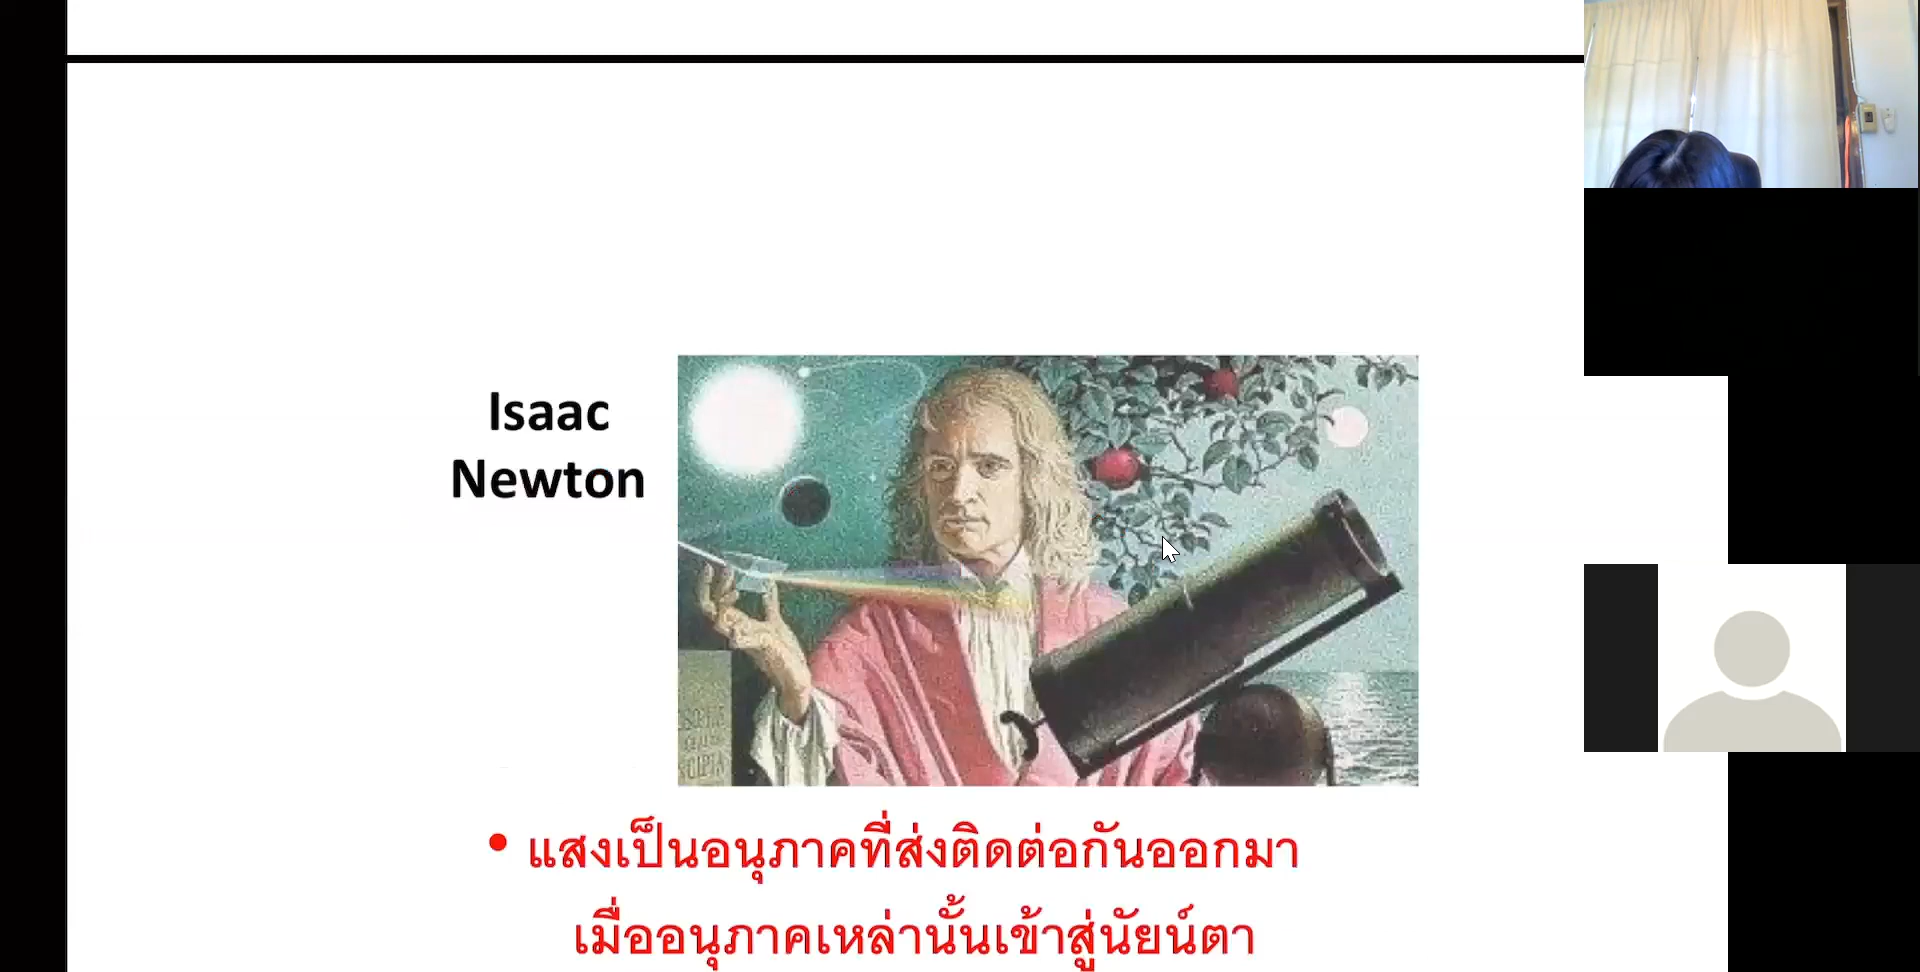 Isaac
Newton
• แสงเป็นอนุภาคที่ส่งติดต่อกันออกมา
เมื่ออนุภาคเหล่านั้นเข้าสู่นัยน์ตา